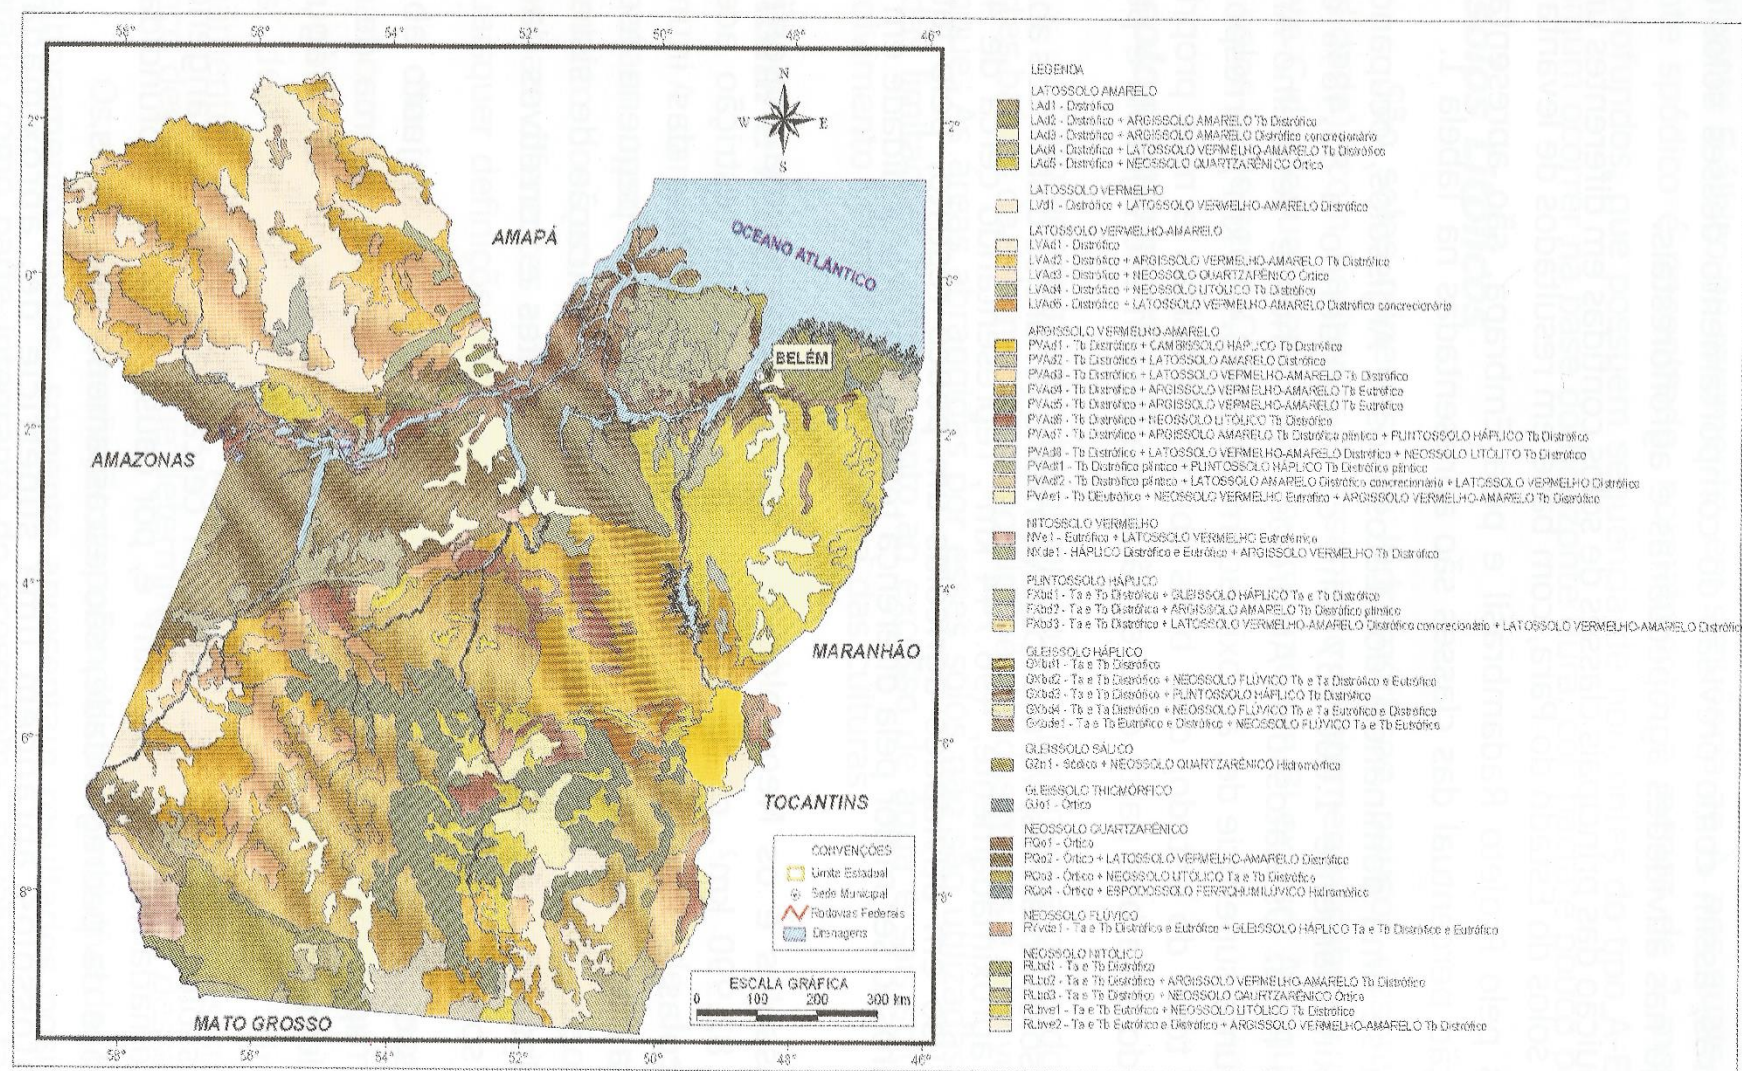 58° 56° 54° 52° 50° 48° 46°
2°
0°
2°
4°
6°
8°
N
W E
S
AMAPÁ
OCEANO ATLÂNTICO
BELÉM
AMAZONAS
MARANHÃO
TOCANTINS
MATO GROSSO
CONVENÇÕES
Limite Estadual
Sede Municipal
Rodovias Federais
Drenagens
ESCALA GRÁFICA
0 100 200 300 km
58° 56° 54° 52° 50° 48° 46°
LEGENDA
LATOSSOLO AMARELO
LAd1 - Distrófico
LAd2 - Distrófico + ARGISSOLO AMARELO Tb Distrófico
LAd3 - Distrófico + ARGISSOLO AMARELO Distrófico concrecionário
LAd4 - Distrófico + LATOSSOLO VERMELHO-AMARELO Tb Distrófico
LAd5 - Distrófico + NEOSSOLO QUARTZARÊNICO Órtico
LATOSSOLO VERMELHO
LVd1 - Distrófico + LATOSSOLO VERMELHO-AMARELO Distrófico
LATOSSOLO VERMELHO-AMARELO
LVAd1 - Distrófico
LVAd2 - Distrófico + ARGISSOLO VERMELHO-AMARELO Tb Distrófico
LVAd3 - Distrófico + NEOSSOLO QUARTZARÊNICO Órtico
LVAd4 - Distrófico + NEOSSOLO LITÓLICO Tb Distrófico
LVAd5 - Distrófico + LATOSSOLO VERMELHO-AMARELO Distrófico concrecionário
ARGISSOLO VERMELHO-AMARELO
PVAd1 - Tb Distrófico + CAMBISSOLO HÁPLICO Tb Distrófico
PVAd2 - Tb Distrófico + LATOSSOLO AMARELO Distrófico
PVAd3 - Tb Distrófico + LATOSSOLO VERMELHO-AMARELO Tb Distrófico
PVAd4 - Tb Distrófico + ARGISSOLO VERMELHO-AMARELO Tb Eutrófico
PVAd5 - Tb Distrófico + ARGISSOLO VERMELHO-AMARELO Tb Eutrófico
PVAd6 - Tb Distrófico + NEOSSOLO LITÓLICO Tb Distrófico
PVAd7 - Tb Distrófico + ARGISSOLO AMARELO Tb Distrófico plíntico + PLINTOSSOLO HÁPLICO Tb Distrófico
PVAd8 - Tb Distrófico + LATOSSOLO VERMELHO-AMARELO Distrófico + NEOSSOLO LITÓLITO Tb Distrófico
PVAdf1 - Tb Distrófico plíntico + PLINTOSSOLO HÁPLICO Tb Distrófico plíntico
PVAdf2 - Tb Distrófico plíntico + LATOSSOLO AMARELO Distrófico concrecionário + LATOSSOLO VERMELHO Distrófico
PVAe1 - Tb DEutrófico + NEOSSOLO VERMELHO Eutrófico + ARGISSOLO VERMELHO-AMARELO Tb Distrófico
NITOSSOLO VERMELHO
NVe1 - Eutrófico + LATOSSOLO VERMELHO Eutroférrico
NXde1 - HÁPLICO Distrófico e Eutrófico + ARGISSOLO VERMELHO Tb Distrófico
PLINTOSSOLO HÁPLICO
FXbd1 - Ta e Tb Distrófico + GLEISSOLO HÁPLICO Ta e Tb Distrófico
FXbd2 - Ta e Tb Distrófico + ARGISSOLO AMARELO Tb Distrófico plíntico
FXbd3 - Ta e Tb Distrófico + LATOSSOLO VERMELHO-AMARELO Distrófico concrecionário + LATOSSOLO VERMELHO-AMARELO Distrófico
GLEISSOLO HÁPLICO
GXbd1 - Ta e Tb Distrófico
GXbd2 - Ta e Tb Distrófico + NEOSSOLO FLÚVICO Tb e Ta Distrófico e Eutrófico
GXbd3 - Ta e Tb Distrófico + PLINTOSSOLO HÁPLICO Tb Distrófico
GXbd4 - Tb e Ta Distrófico + NEOSSOLO FLÚVICO Tb e Ta Eutrófico e Distrófico
GXbde1 - Ta e Tb Eutrófico e Distrófico + NEOSSOLO FLÚVICO Ta e Tb Eutrófico
GLEISSOLO SÁLICO
GZn1 - Sódico + NEOSSOLO QUARTZARÊNICO Hidromórfico
GLEISSOLO THIOMÓRFICO
GJo1 - Órtico
NEOSSOLO QUARTZARÊNICO
RQo1 - Órtico
RQo2 - Órtico + LATOSSOLO VERMELHO-AMARELO Distrófico
RQo3 - Órtico + NEOSSOLO LITÓLICO Ta e Tb Distrófico
RQo4 - Órtico + ESPODOSSOLO FERROHUMILÚVICO Hidromórfico
NEOSSOLO FLÚVICO
RYvde1 - Ta e Tb Distrófico e Eutrófico + GLEISSOLO HÁPLICO Ta e Tb Distrófico e Eutrófico
NEOSSOLO NITÓLICO
RLbd1 - Ta e Tb Distrófico
RLbd2 - Ta e Tb Distrófico + ARGISSOLO VERMELHO-AMARELO Tb Distrófico
RLbd3 - Ta e Tb Distrófico + NEOSSOLO QAURTZARÊNICO Órtico
RLbve1 - Ta e Tb Eutrófico + NEOSSOLO LITÓLICO Tb Distrófico
RLbve2 - Ta e Tb Eutrófico e Distrófico + ARGISSOLO VERMELHO-AMARELO Tb Distrófico